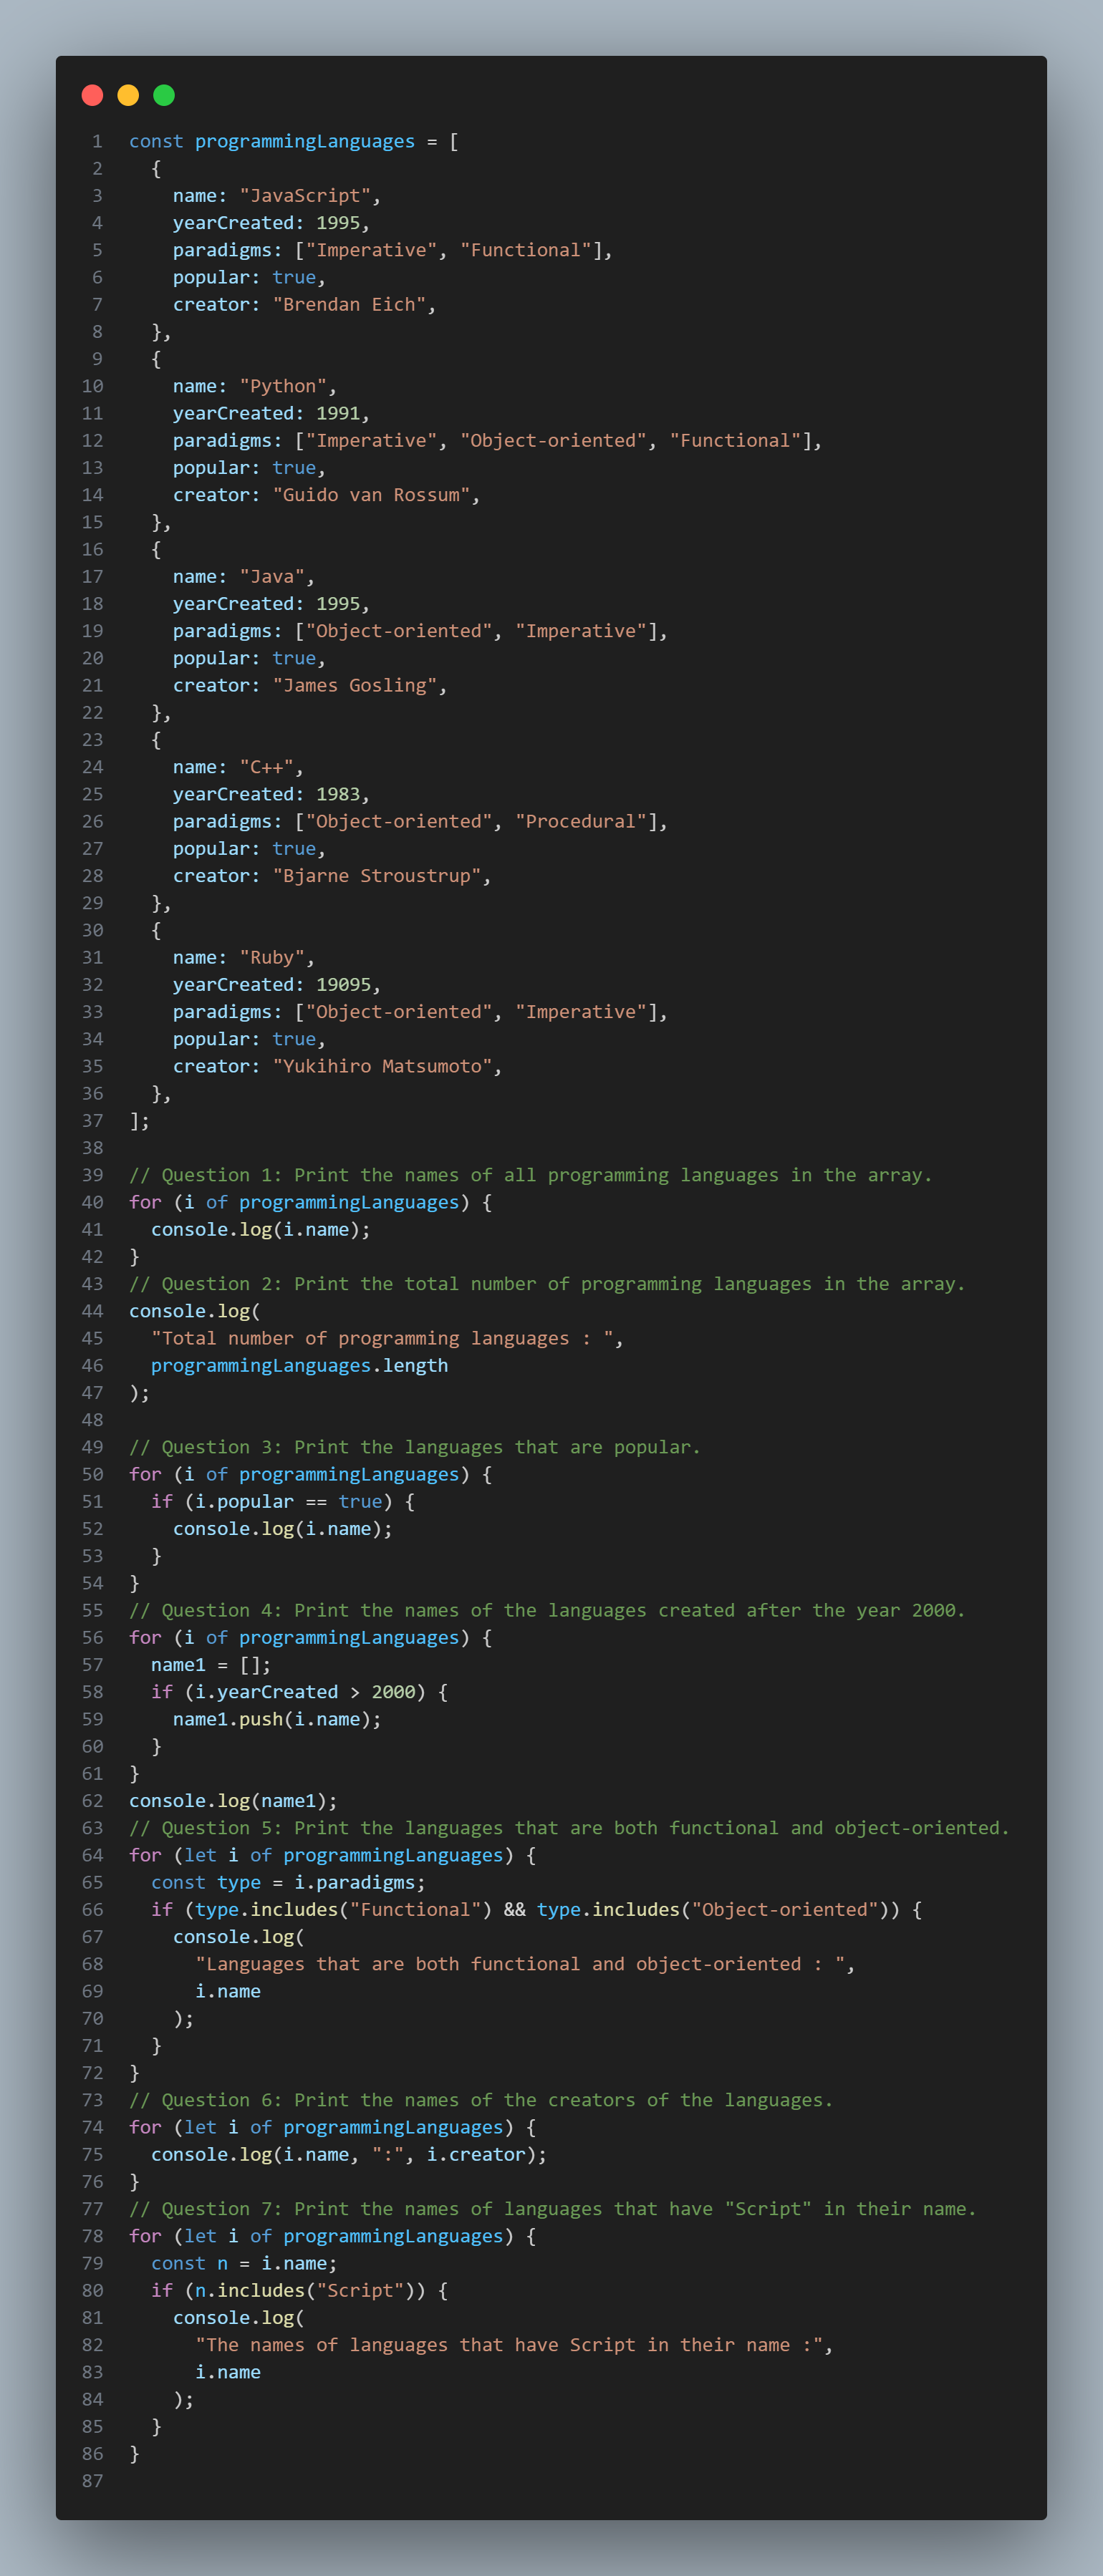 1 const programmingLanguages = [
2   {
3     name: "JavaScript",
4     yearCreated: 1995,
5     paradigms: ["Imperative", "Functional"],
6     popular: true,
7     creator: "Brendan Eich",
8   },
9   {
10     name: "Python",
11     yearCreated: 1991,
12     paradigms: ["Imperative", "Object-oriented", "Functional"],
13     popular: true,
14     creator: "Guido van Rossum",
15   },
16   {
17     name: "Java",
18     yearCreated: 1995,
19     paradigms: ["Object-oriented", "Imperative"],
20     popular: true,
21     creator: "James Gosling",
22   },
23   {
24     name: "C++",
25     yearCreated: 1983,
26     paradigms: ["Object-oriented", "Procedural"],
27     popular: true,
28     creator: "Bjarne Stroustrup",
29   },
30   {
31     name: "Ruby",
32     yearCreated: 19095,
33     paradigms: ["Object-oriented", "Imperative"],
34     popular: true,
35     creator: "Yukihiro Matsumoto",
36   },
37 ];
38
39 // Question 1: Print the names of all programming languages in the array.
40 for (i of programmingLanguages) {
41   console.log(i.name);
42 }
43 // Question 2: Print the total number of programming languages in the array.
44 console.log(
45   "Total number of programming languages : ",
46   programmingLanguages.length
47 );
48
49 // Question 3: Print the languages that are popular.
50 for (i of programmingLanguages) {
51   if (i.popular == true) {
52     console.log(i.name);
53   }
54 }
55 // Question 4: Print the names of the languages created after the year 2000.
56 for (i of programmingLanguages) {
57   name1 = [];
58   if (i.yearCreated > 2000) {
59     name1.push(i.name);
60   }
61 }
62 console.log(name1);
63 // Question 5: Print the languages that are both functional and object-oriented.
64 for (let i of programmingLanguages) {
65   const type = i.paradigms;
66   if (type.includes("Functional") && type.includes("Object-oriented")) {
67     console.log(
68       "Languages that are both functional and object-oriented : ",
69       i.name
70     );
71   }
72 }
73 // Question 6: Print the names of the creators of the languages.
74 for (let i of programmingLanguages) {
75   console.log(i.name, ":", i.creator);
76 }
77 // Question 7: Print the names of languages that have "Script" in their name.
78 for (let i of programmingLanguages) {
79   const n = i.name;
80   if (n.includes("Script")) {
81     console.log(
82       "The names of languages that have Script in their name :",
83       i.name
84     );
85   }
86 }
87